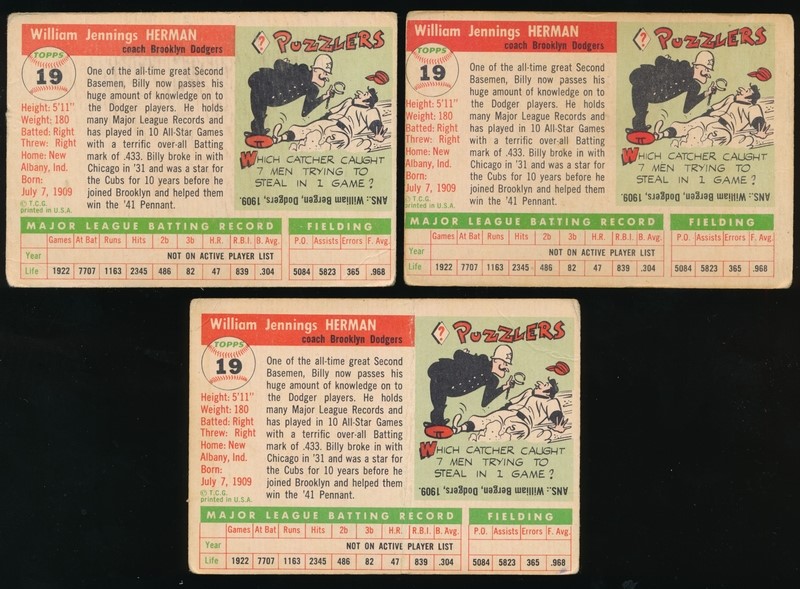 William Jennings HERMAN
coach Brooklyn Dodgers
TOPPS
19
Height: 5'11"
Weight: 180
Batted: Right
Threw: Right
Home: New
Albany, Ind.
Born:
July 7, 1909
© T.C.G.
printed in U.S.A.
One of the all-time great Second
Basemen, Billy now passes his
huge amount of knowledge on to
the Dodger players. He holds
many Major League Records and
has played in 10 All-Star Games
with a terrific over-all Batting
mark of .433. Billy broke in with
Chicago in '31 and was a star for
the Cubs for 10 years before he
joined Brooklyn and helped them
win the '41 Pennant.
? PUZZLERS
WHICH CATCHER CAUGHT
7 MEN TRYING TO
STEAL IN 1 GAME?
ANS.: William Bergen, Dodgers, 1909.
MAJOR LEAGUE BATTING RECORD FIELDING
Games At Bat Runs Hits 2b 3b H.R. R.B.I. B. Avg. P.O. Assists Errors F. Avg.
Year NOT ON ACTIVE PLAYER LIST
Life 1922 7707 1163 2345 486 82 47 839 .304 5084 5823 365 .968
William Jennings HERMAN
coach Brooklyn Dodgers
TOPPS
19
Height: 5'11"
Weight: 180
Batted: Right
Threw: Right
Home: New
Albany, Ind.
Born:
July 7, 1909
© T.C.G.
printed in U.S.A.
One of the all-time great Second
Basemen, Billy now passes his
huge amount of knowledge on to
the Dodger players. He holds
many Major League Records and
has played in 10 All-Star Games
with a terrific over-all Batting
mark of .433. Billy broke in with
Chicago in '31 and was a star for
the Cubs for 10 years before he
joined Brooklyn and helped them
win the '41 Pennant.
? PUZZLERS
WHICH CATCHER CAUGHT
7 MEN TRYING TO
STEAL IN 1 GAME?
ANS.: William Bergen, Dodgers, 1909.
MAJOR LEAGUE BATTING RECORD FIELDING
Games At Bat Runs Hits 2b 3b H.R. R.B.I. B. Avg. P.O. Assists Errors F. Avg.
Year NOT ON ACTIVE PLAYER LIST
Life 1922 7707 1163 2345 486 82 47 839 .304 5084 5823 365 .968
William Jennings HERMAN
coach Brooklyn Dodgers
TOPPS
19
Height: 5'11"
Weight: 180
Batted: Right
Threw: Right
Home: New
Albany, Ind.
Born:
July 7, 1909
© T.C.G.
printed in U.S.A.
One of the all-time great Second
Basemen, Billy now passes his
huge amount of knowledge on to
the Dodger players. He holds
many Major League Records and
has played in 10 All-Star Games
with a terrific over-all Batting
mark of .433. Billy broke in with
Chicago in '31 and was a star for
the Cubs for 10 years before he
joined Brooklyn and helped them
win the '41 Pennant.
? PUZZLERS
WHICH CATCHER CAUGHT
7 MEN TRYING TO
STEAL IN 1 GAME?
ANS.: William Bergen, Dodgers, 1909.
MAJOR LEAGUE BATTING RECORD FIELDING
Games At Bat Runs Hits 2b 3b H.R. R.B.I. B. Avg. P.O. Assists Errors F. Avg.
Year NOT ON ACTIVE PLAYER LIST
Life 1922 7707 1163 2345 486 82 47 839 .304 5084 5823 365 .968